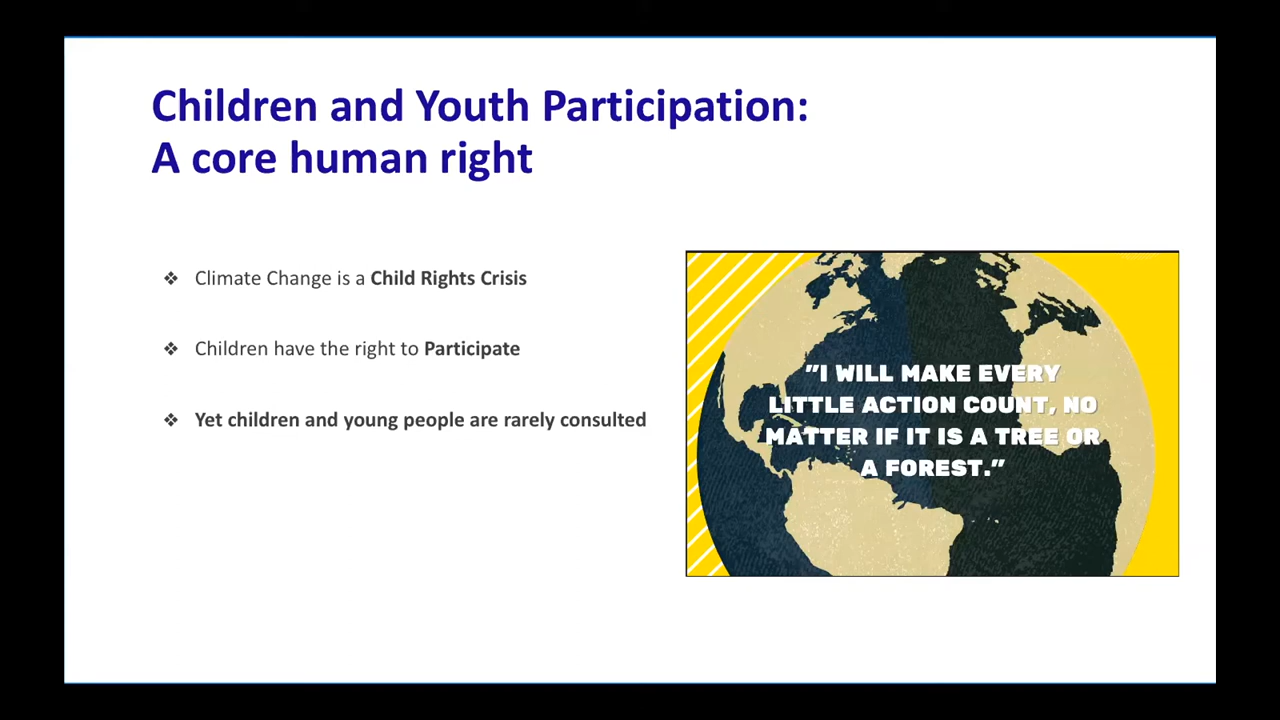 Children and Youth Participation:
A core human right
❖ Climate Change is a Child Rights Crisis
❖ Children have the right to Participate
❖ Yet children and young people are rarely consulted
"I WILL MAKE EVERY
LITTLE ACTION COUNT, NO
MATTER IF IT IS A TREE OR
A FOREST."